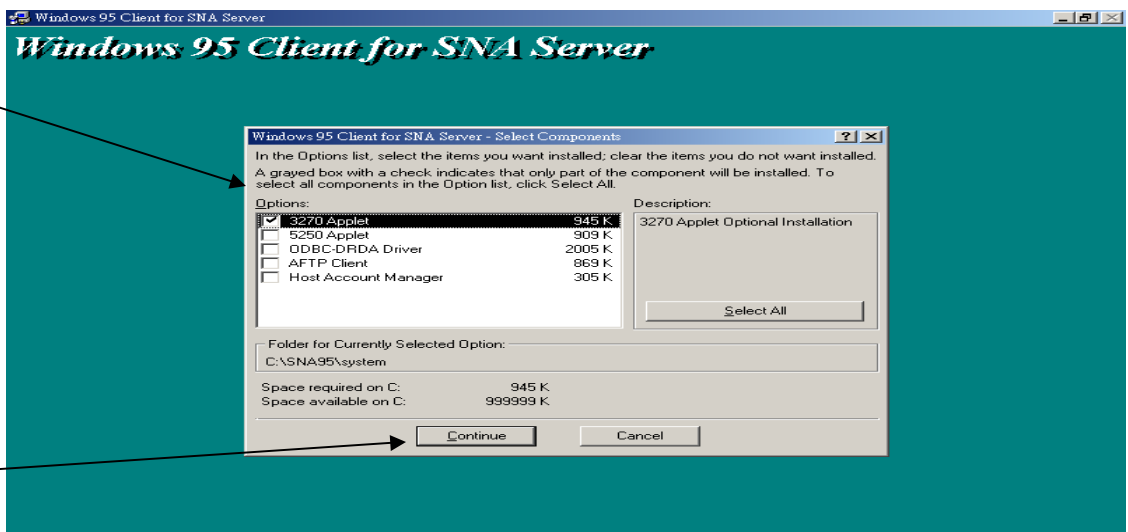 Windows 95 Client for SNA Server
Windows 95 Client for SNA Server
Windows 95 Client for SNA Server - Select Components
In the Options list, select the items you want installed; clear the items you do not want installed.
A grayed box with a check indicates that only part of the component will be installed. To
select all components in the Option list, click Select All.
Options:
Description:
3270 Applet 945 K
3270 Applet Optional Installation
5250 Applet 909 K
ODBC-DRDA Driver 2005 K
AFTP Client 869 K
Host Account Manager 305 K
Select All
Folder for Currently Selected Option:
C:\SNA95\system
Space required on C: 945 K
Space available on C: 999999 K
Continue
Cancel